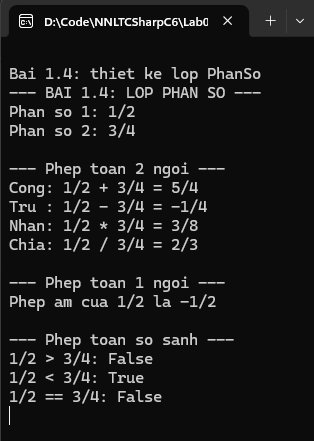 D:\Code\NNLTCSharpC6\Lab0
Bai 1.4: thiet ke lop PhanSo
--- BAI 1.4: LOP PHAN SO ---
Phan so 1: 1/2
Phan so 2: 3/4
--- Phep toan 2 ngoi ---
Cong: 1/2 + 3/4 = 5/4
Tru : 1/2 - 3/4 = -1/4
Nhan: 1/2 * 3/4 = 3/8
Chia: 1/2 / 3/4 = 2/3
--- Phep toan 1 ngoi ---
Phep am cua 1/2 la -1/2
--- Phep toan so sanh ---
1/2 > 3/4: False
1/2 < 3/4: True
1/2 == 3/4: False